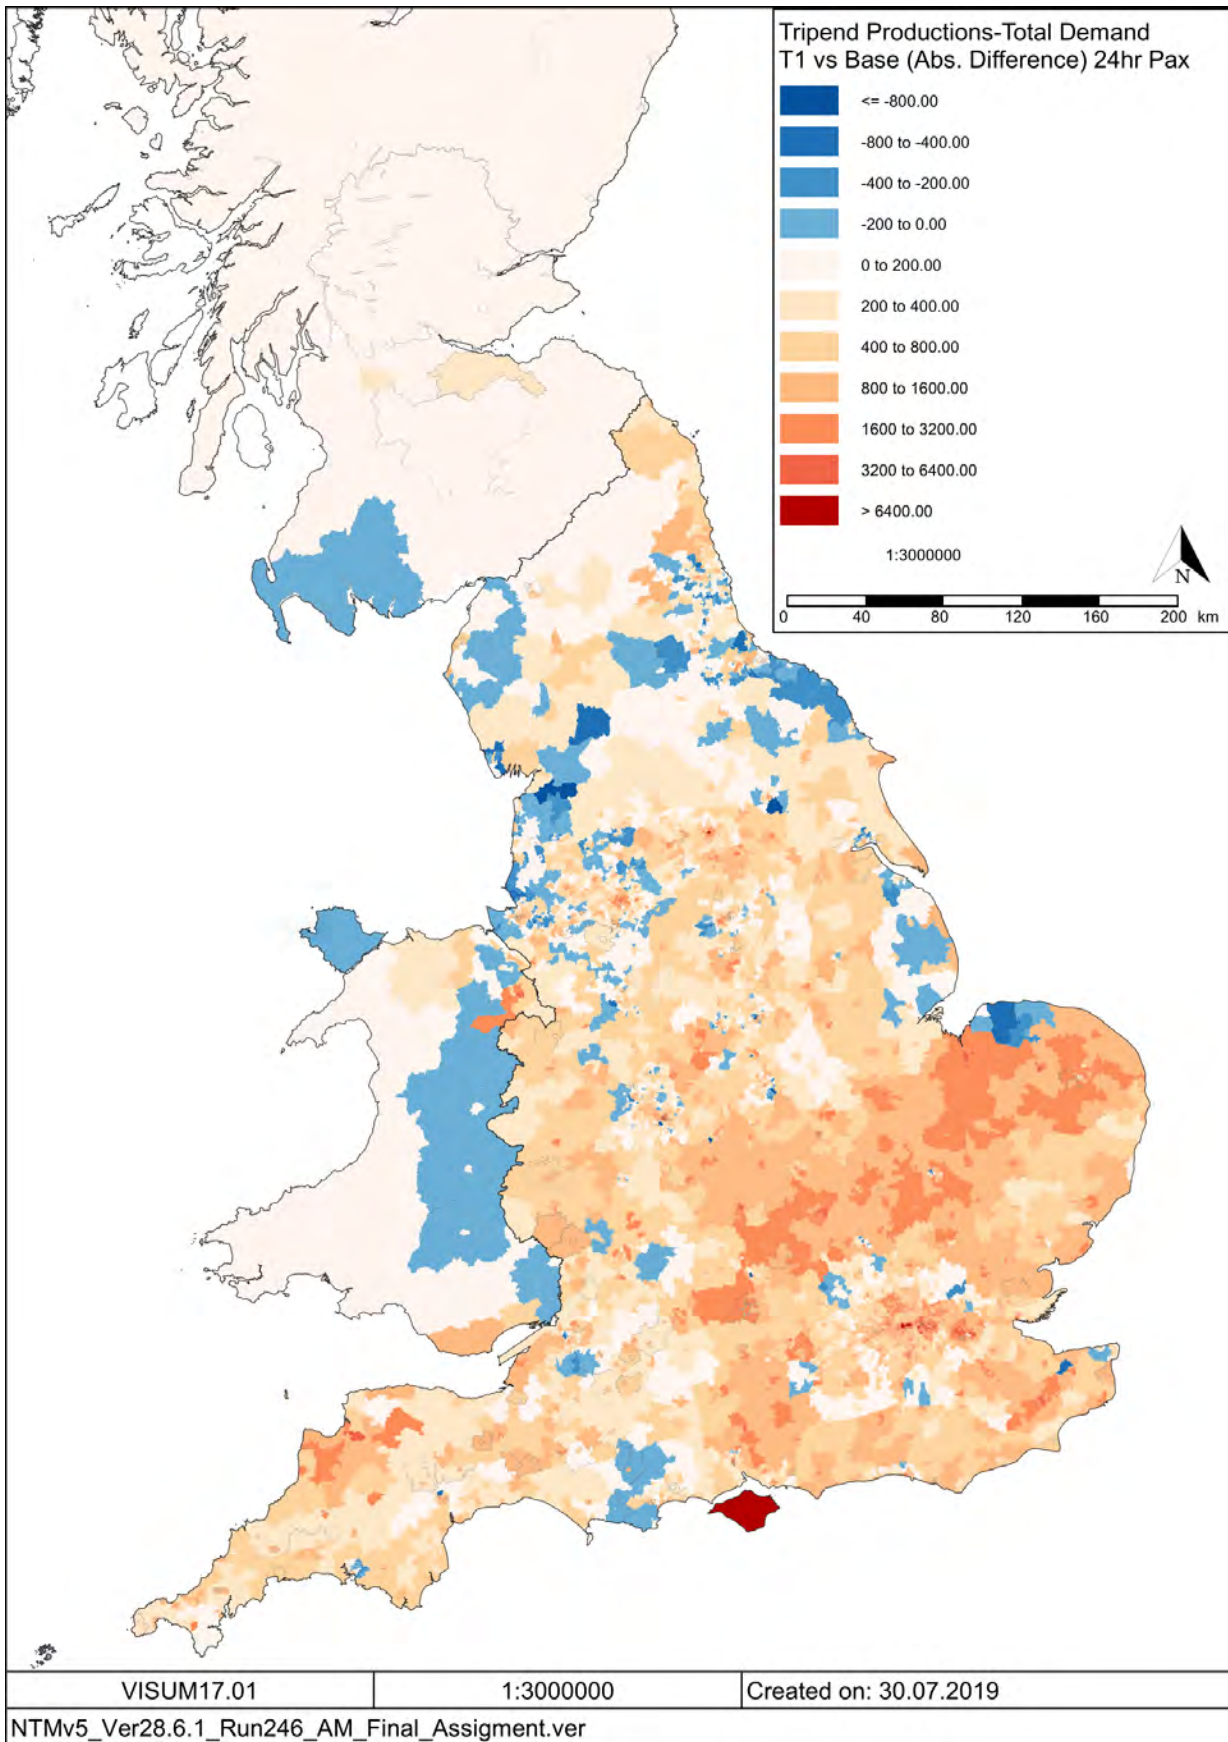 Tripend Productions-Total Demand
T1 vs Base (Abs. Difference) 24hr Pax
<= -800.00
-800 to -400.00
-400 to -200.00
-200 to 0.00
0 to 200.00
200 to 400.00
400 to 800.00
800 to 1600.00
1600 to 3200.00
3200 to 6400.00
> 6400.00
1:3000000
N
0 40 80 120 160 200 km
VISUM17.01 1:3000000 Created on: 30.07.2019
NTMv5_Ver28.6.1_Run246_AM_Final_Assigment.ver